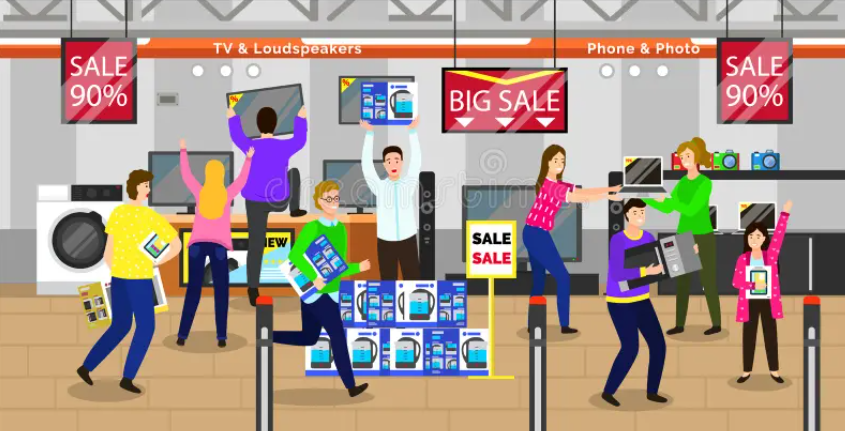 TV & Loudspeakers
Phone & Photo
SALE
90%
BIG SALE
SALE
90%
NEW
SALE
SALE